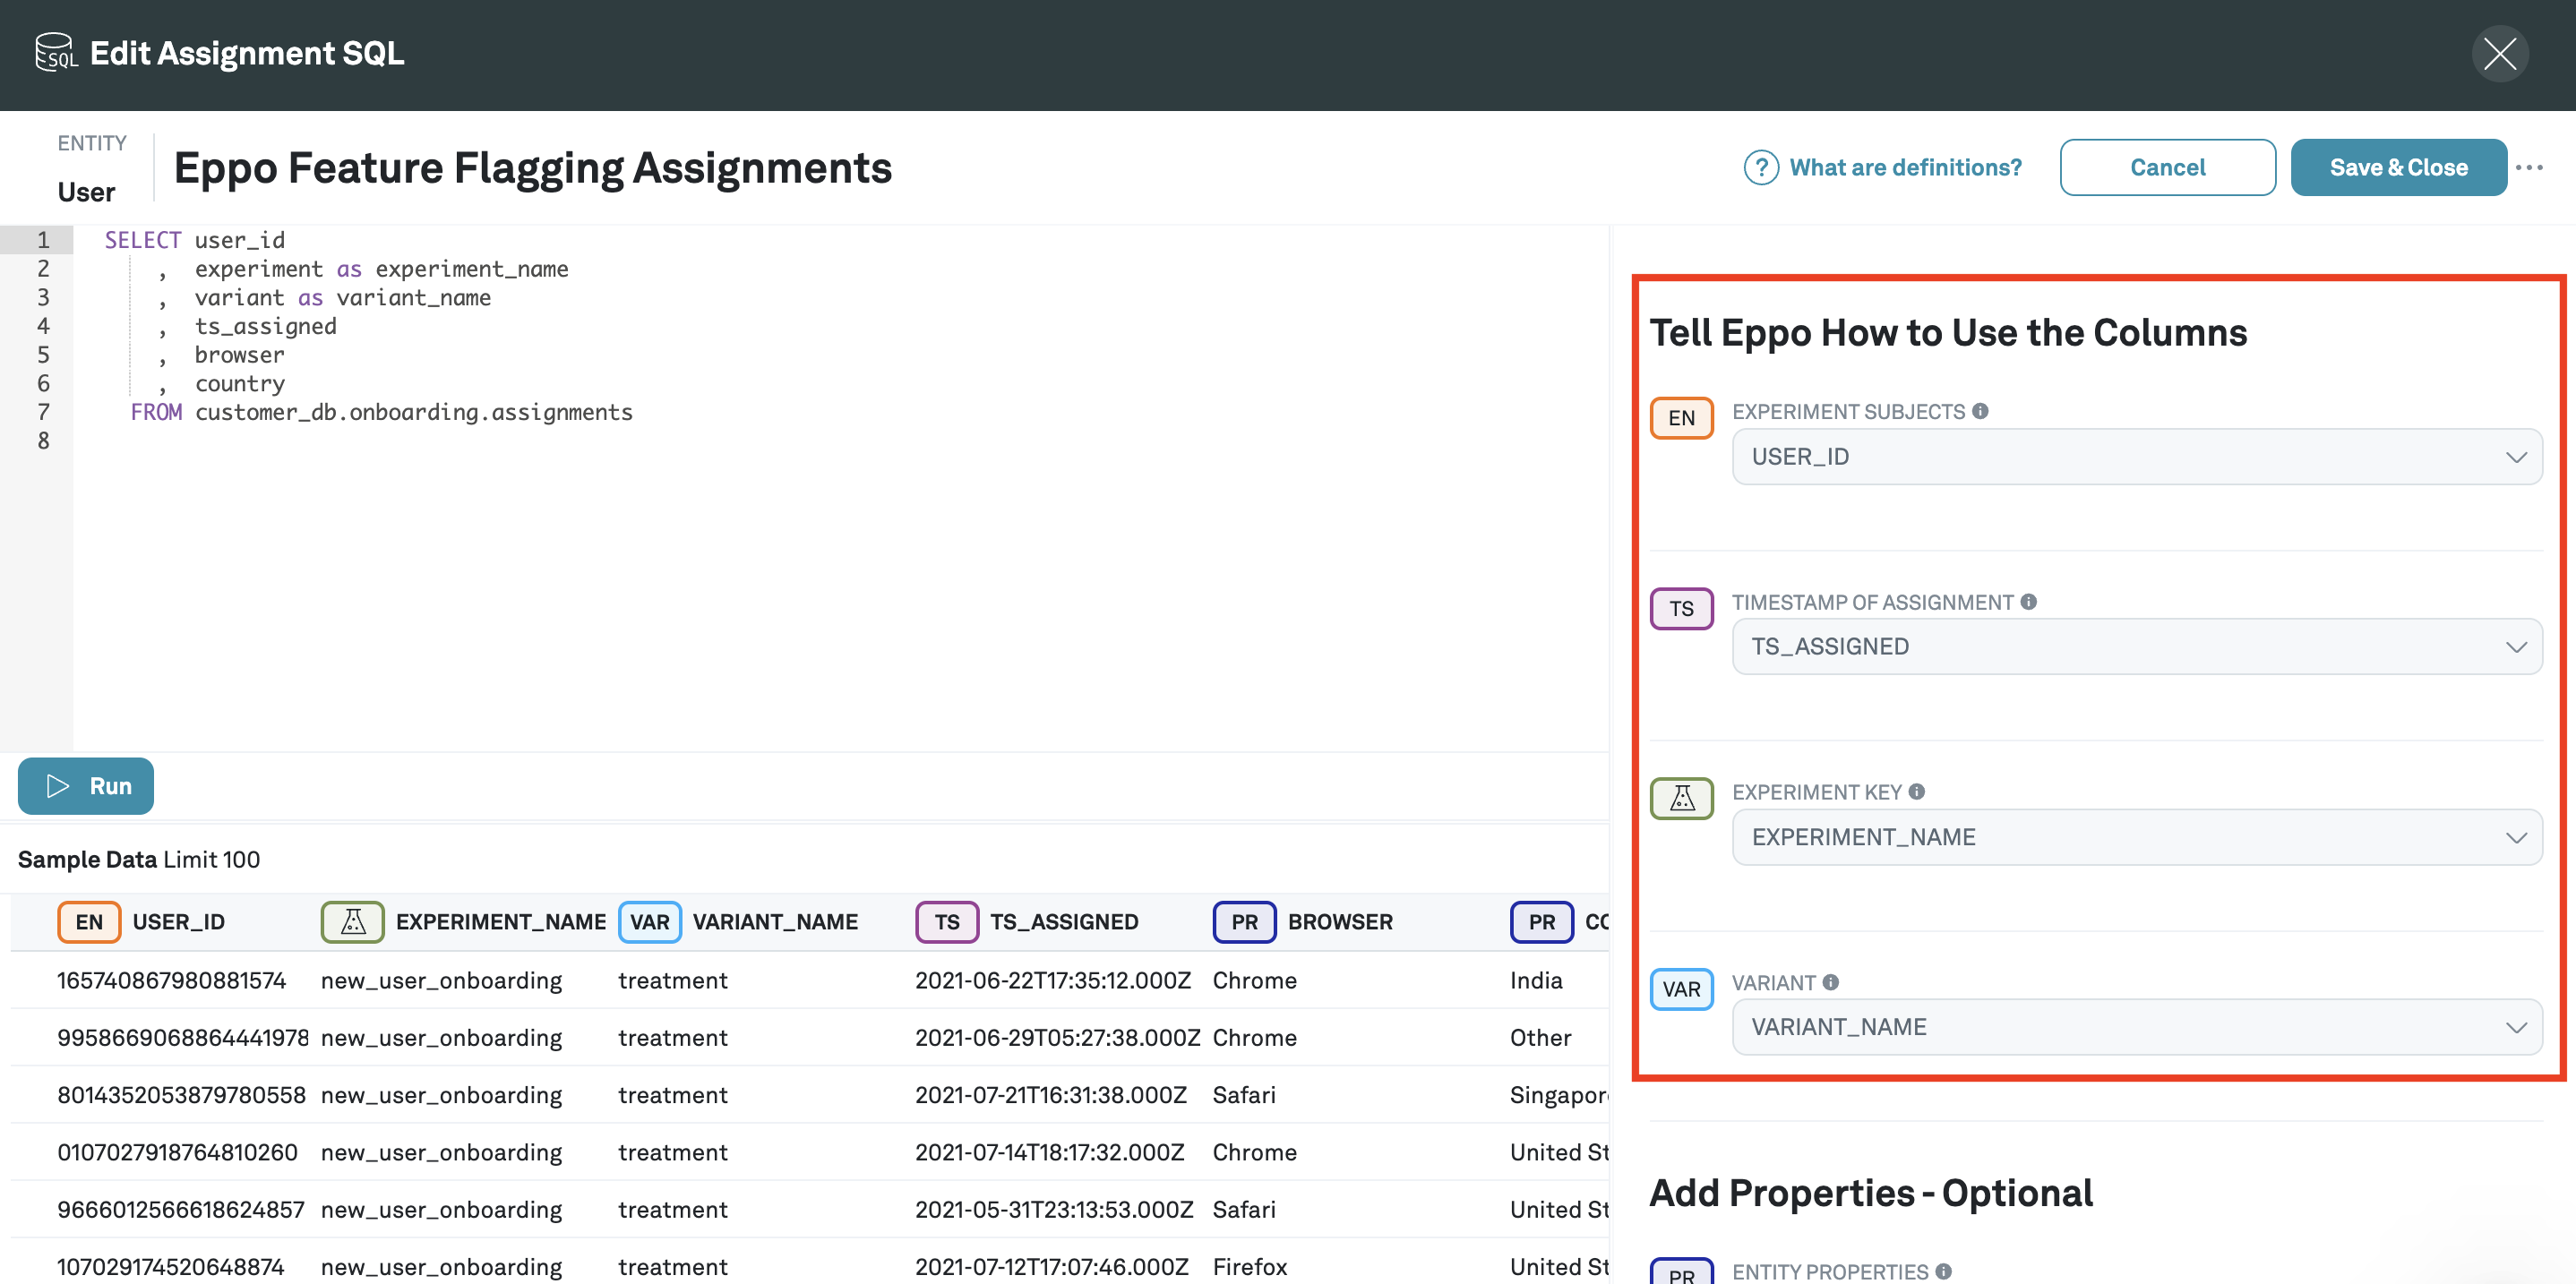 SQL Edit Assignment SQL
ENTITY
User
Eppo Feature Flagging Assignments
? What are definitions?
Cancel
Save & Close
1 SELECT user_id
2 , experiment as experiment_name
3 , variant as variant_name
4 , ts_assigned
5 , browser
6 , country
7 FROM customer_db.onboarding.assignments
8
Run
Sample Data Limit 100
EN USER_ID EXPERIMENT_NAME VAR VARIANT_NAME TS TS_ASSIGNED PR BROWSER PR CO
165740867980881574 new_user_onboarding treatment 2021-06-22T17:35:12.000Z Chrome India
9958669068864441978 new_user_onboarding treatment 2021-06-29T05:27:38.000Z Chrome Other
8014352053879780558 new_user_onboarding treatment 2021-07-21T16:31:38.000Z Safari Singapor
0107027918764810260 new_user_onboarding treatment 2021-07-14T18:17:32.000Z Chrome United St
9666012566618624857 new_user_onboarding treatment 2021-05-31T23:13:53.000Z Safari United St
107029174520648874 new_user_onboarding treatment 2021-07-12T17:07:46.000Z Firefox United St
Tell Eppo How to Use the Columns
EN EXPERIMENT SUBJECTS
USER_ID
TS TIMESTAMP OF ASSIGNMENT
TS_ASSIGNED
EXPERIMENT KEY
EXPERIMENT_NAME
VAR VARIANT
VARIANT_NAME
Add Properties - Optional
PR ENTITY PROPERTIES